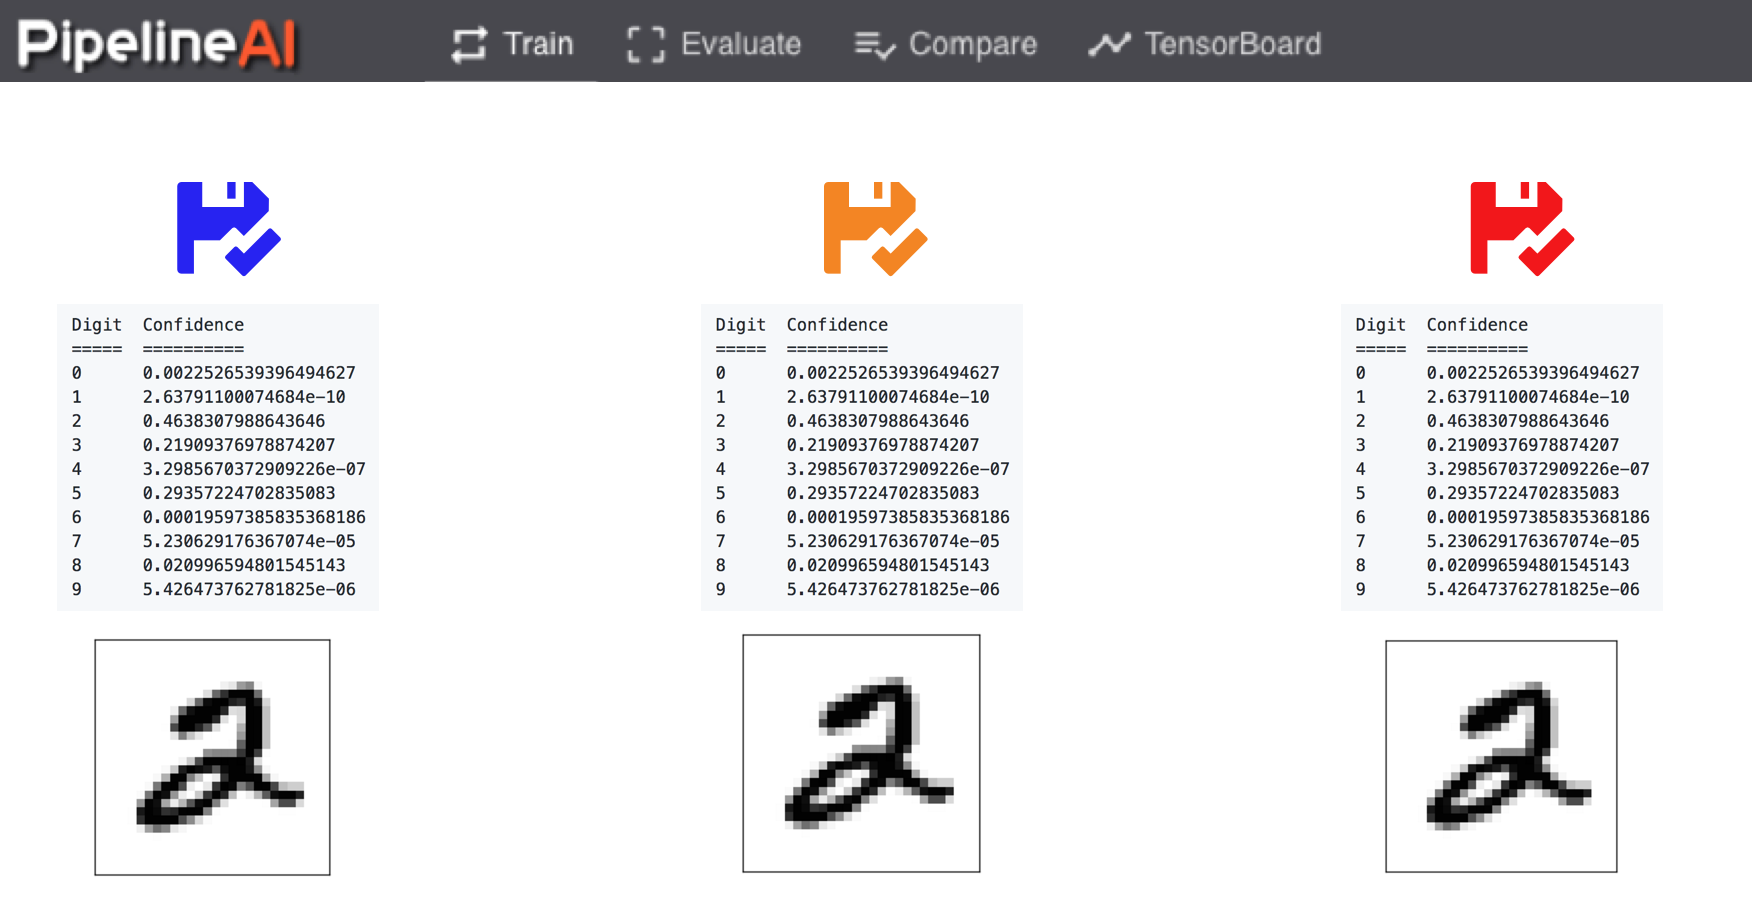 PipelineAI Train Evaluate Compare TensorBoard
Digit Confidence
===== ==========
0 0.0022526539396494627
1 2.63791100074684e-10
2 0.4638307988643646
3 0.21909376978874207
4 3.2985670372909226e-07
5 0.29357224702835083
6 0.00019597385835368186
7 5.230629176367074e-05
8 0.020996594801545143
9 5.426473762781825e-06
2
Digit Confidence
===== ==========
0 0.0022526539396494627
1 2.63791100074684e-10
2 0.4638307988643646
3 0.21909376978874207
4 3.2985670372909226e-07
5 0.29357224702835083
6 0.00019597385835368186
7 5.230629176367074e-05
8 0.020996594801545143
9 5.426473762781825e-06
2
Digit Confidence
===== ==========
0 0.0022526539396494627
1 2.63791100074684e-10
2 0.4638307988643646
3 0.21909376978874207
4 3.2985670372909226e-07
5 0.29357224702835083
6 0.00019597385835368186
7 5.230629176367074e-05
8 0.020996594801545143
9 5.426473762781825e-06
2